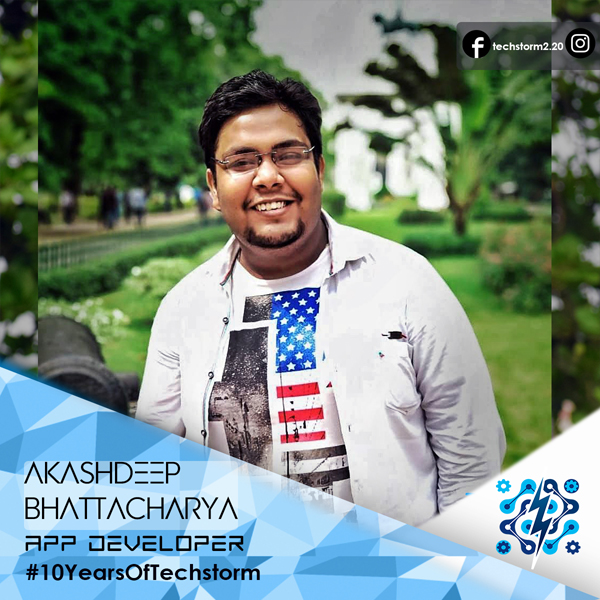 techstorm2.20
AKASHDEEP
BHATTACHARYA
APP DEVELOPER
#10YearsOfTechstorm